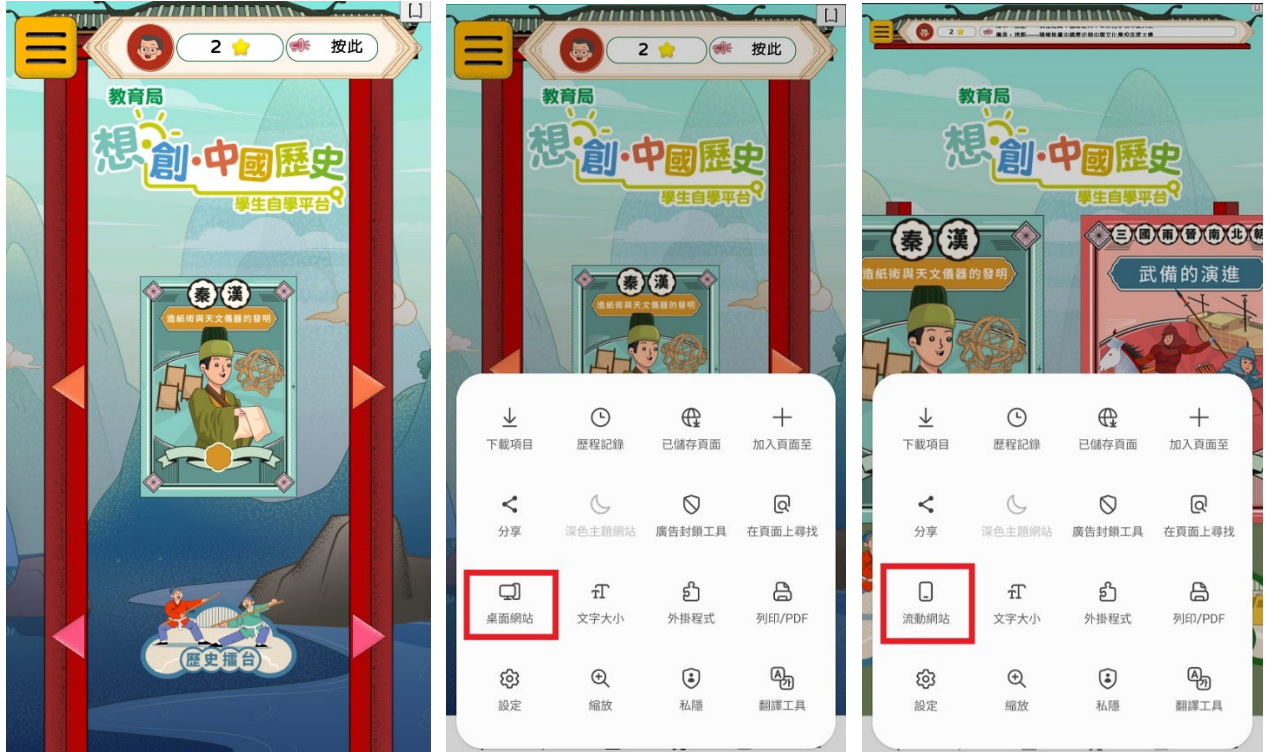 2
按此
教育局
想創·中國歷史
學生自學平台
秦漢
造紙術與天文儀器的發明
歷史擂台
2
按此
教育局
想創·中國歷史
學生自學平台
秦漢
造紙術與天文儀器的發明
下載項目
歷程記錄
已儲存頁面
加入頁面至
分享
深色主題網站
廣告封鎖工具
在頁面上尋找
桌面網站
文字大小
外掛程式
列印/PDF
設定
縮放
私隱
翻譯工具
2
教育局
想創·中國歷史
學生自學平台
秦漢
造紙術與天文儀器的發明
三國兩晉南北朝
武備的演進
下載項目
歷程記錄
已儲存頁面
加入頁面至
分享
深色主題網站
廣告封鎖工具
在頁面上尋找
流動網站
文字大小
外掛程式
列印/PDF
設定
縮放
私隱
翻譯工具